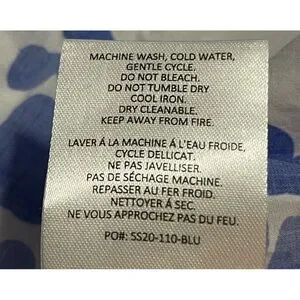 MACHINE WASH, COLD WATER,
GENTLE CYCLE.
DO NOT BLEACH.
DO NOT TUMBLE DRY
COOL IRON.
DRY CLEANABLE.
KEEP AWAY FROM FIRE.
LAVER Á LA MACHINE Á L'EAU FROIDE,
CYCLE DELLICAT.
NE PAS JAVELLISER.
PAS DE SÉCHAGE MACHINE.
REPASSER AU FER FROID.
NETTOYER Á SEC.
NE VOUS APPROCHEZ PAS DU FEU.
PO#: SS20-110-BLU